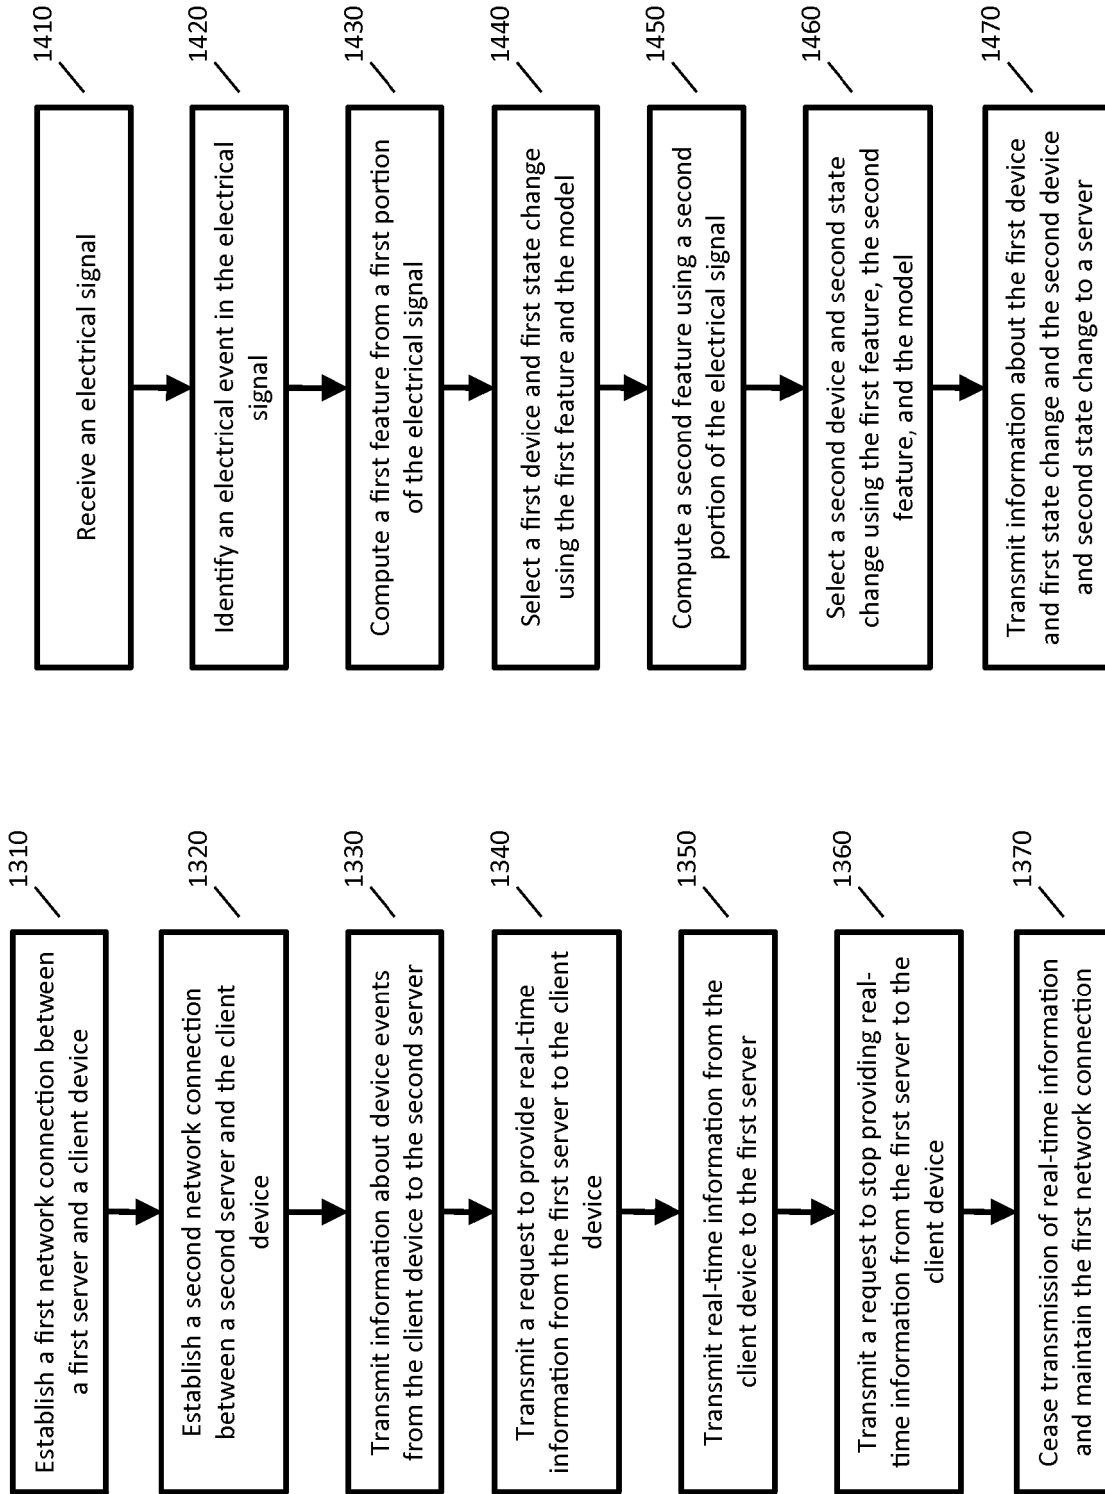 1310
Establish a first network connection between
a first server and a client device
1320
Establish a second network connection
between a second server and the client
device
1330
Transmit information about device events
from the client device to the second server
1340
Transmit a request to provide real-time
information from the first server to the client
device
1350
Transmit real-time information from the
client device to the first server
1360
Transmit a request to stop providing real-
time information from the first server to the
client device
1370
Cease transmission of real-time information
and maintain the first network connection
1410
Receive an electrical signal
1420
Identify an electrical event in the electrical
signal
1430
Compute a first feature from a first portion
of the electrical signal
1440
Select a first device and first state change
using the first feature and the model
1450
Compute a second feature using a second
portion of the electrical signal
1460
Select a second device and second state
change using the first feature, the second
feature, and the model
1470
Transmit information about the first device
and first state change and the second device
and second state change to a server